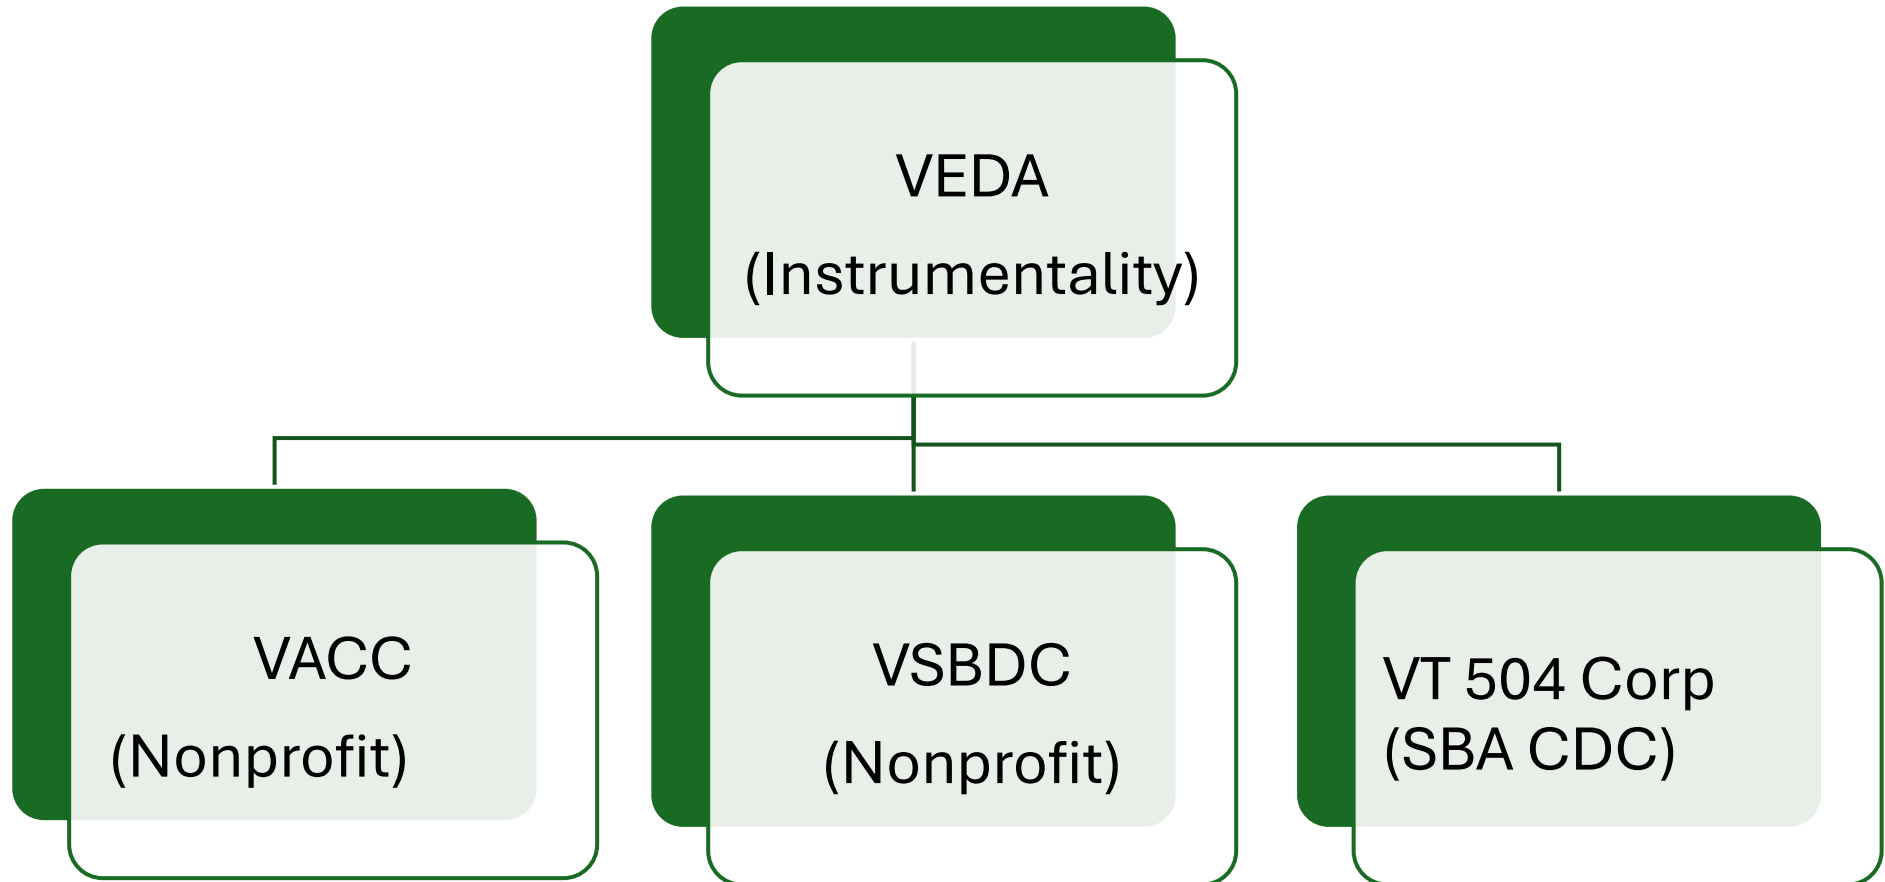 VEDA
(Instrumentality)
VACC
(Nonprofit)
VSBDC
(Nonprofit)
VT 504 Corp
(SBA CDC)